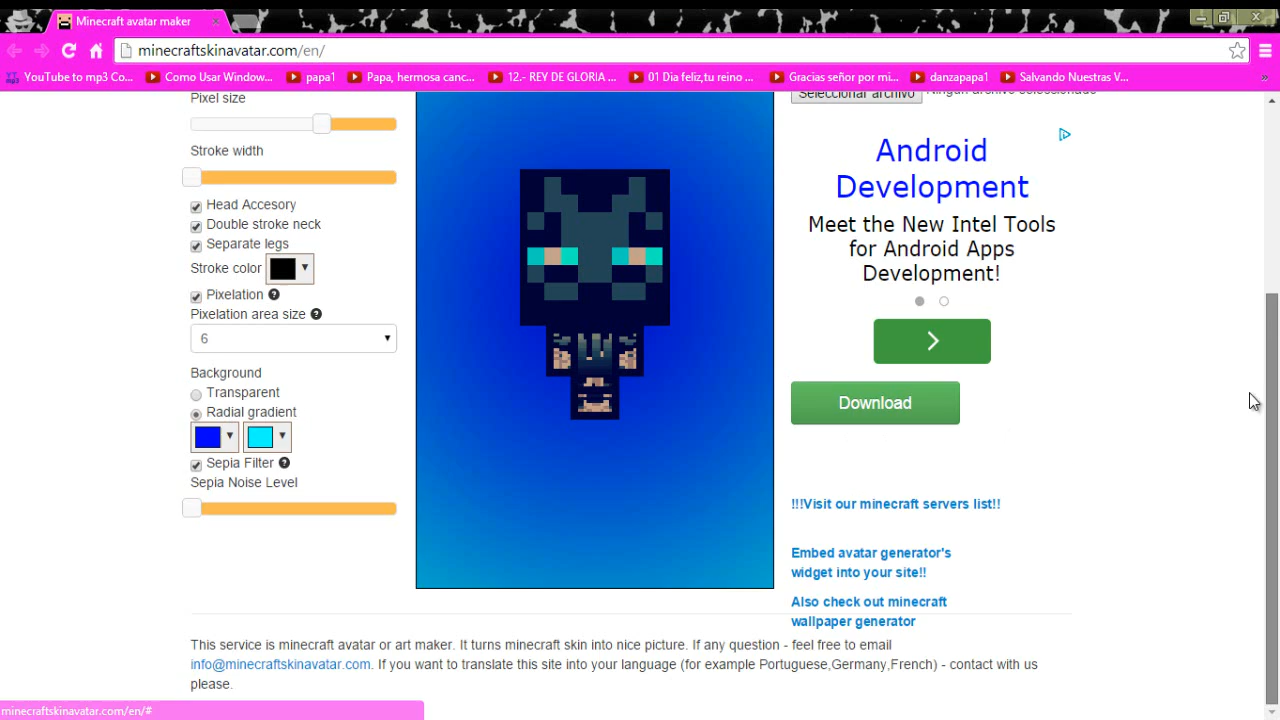 Minecraft avatar maker
minecraftskinavatar.com/en/
YouTube to mp3 Co...
Como Usar Window...
papa1
Papa, hermosa canc...
12.- REY DE GLORIA ...
01 Dia feliz,tu reino ...
Gracias señor por mi...
danzapapa1
Salvando Nuestras V...
»
Pixel size
Stroke width
Head Accesory
Double stroke neck
Separate legs
Stroke color
Pixelation ?
Pixelation area size ?
6
Background
Transparent
Radial gradient
Sepia Filter ?
Sepia Noise Level
Seleccionar archivo
Ningún archivo seleccionado
Android
Development
Meet the New Intel Tools
for Android Apps
Development!
Download
!!!Visit our minecraft servers list!!
Embed avatar generator's
widget into your site!!
Also check out minecraft
wallpaper generator
This service is minecraft avatar or art maker. It turns minecraft skin into nice picture. If any question - feel free to email
info@minecraftskinavatar.com. If you want to translate this site into your language (for example Portuguese,Germany,French) - contact with us
please.
minecraftskinavatar.com/en/#